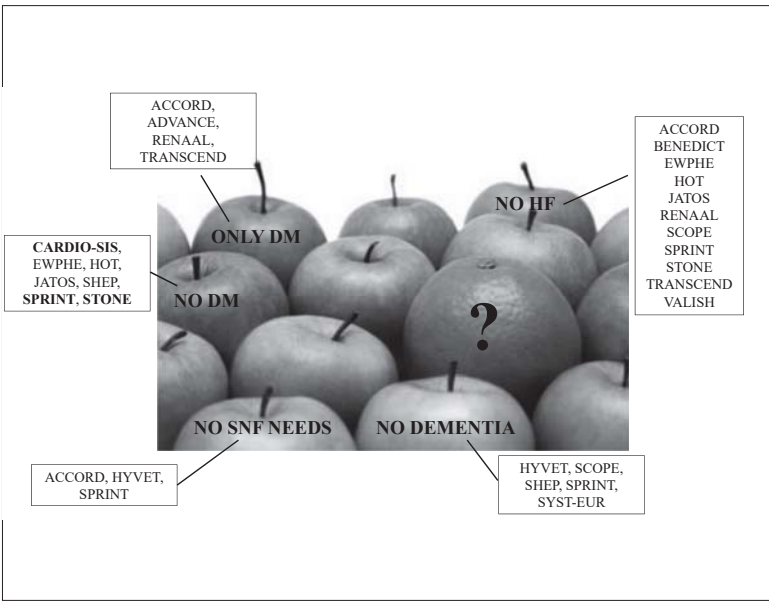 ACCORD,
ADVANCE,
RENAAL,
TRANSCEND
ONLY DM
NO HF
ACCORD
BENEDICT
EWPHE
HOT
JATOS
RENAAL
SCOPE
SPRINT
STONE
TRANSCEND
VALISH
CARDIO-SIS,
EWPHE, HOT,
JATOS, SHEP,
SPRINT, STONE
NO DM
?
NO SNF NEEDS
NO DEMENTIA
ACCORD, HYVET,
SPRINT
HYVET, SCOPE,
SHEP, SPRINT,
SYST-EUR